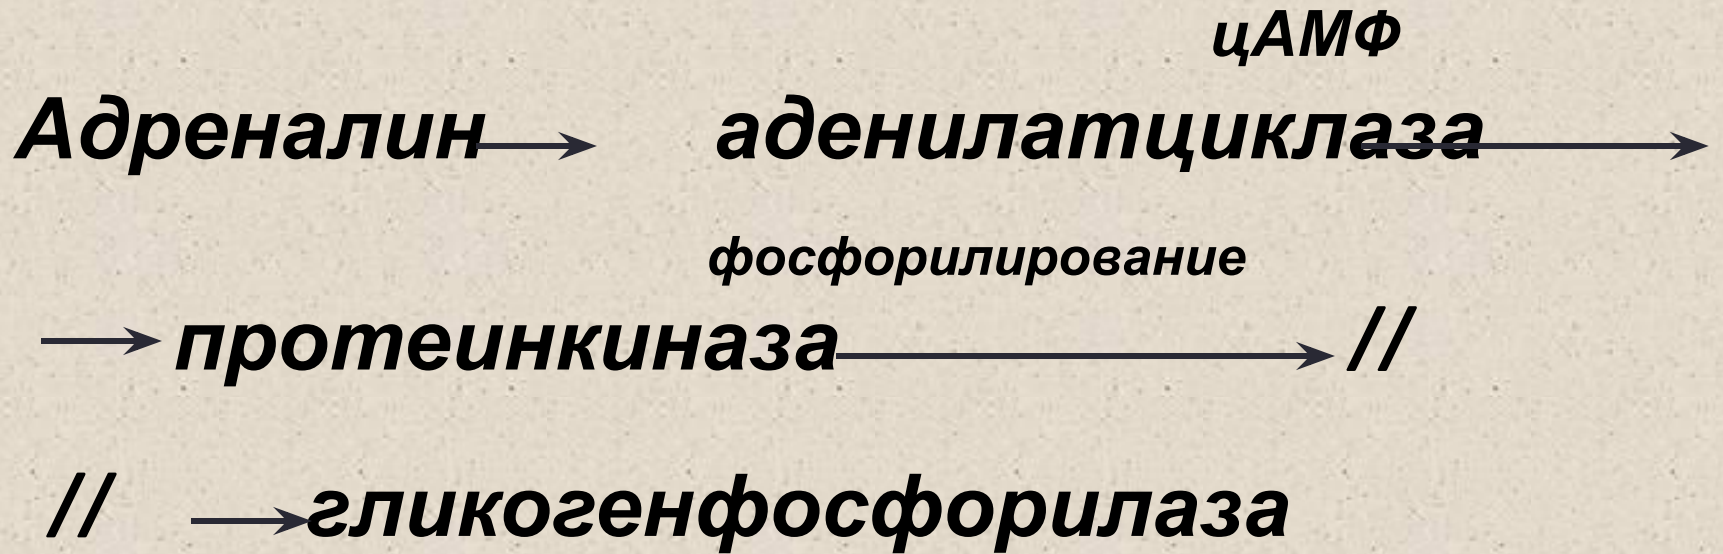 цАМФ
Адреналин аденилатциклаза
фосфорилирование
протеинкиназа //
// гликогенфосфорилаза